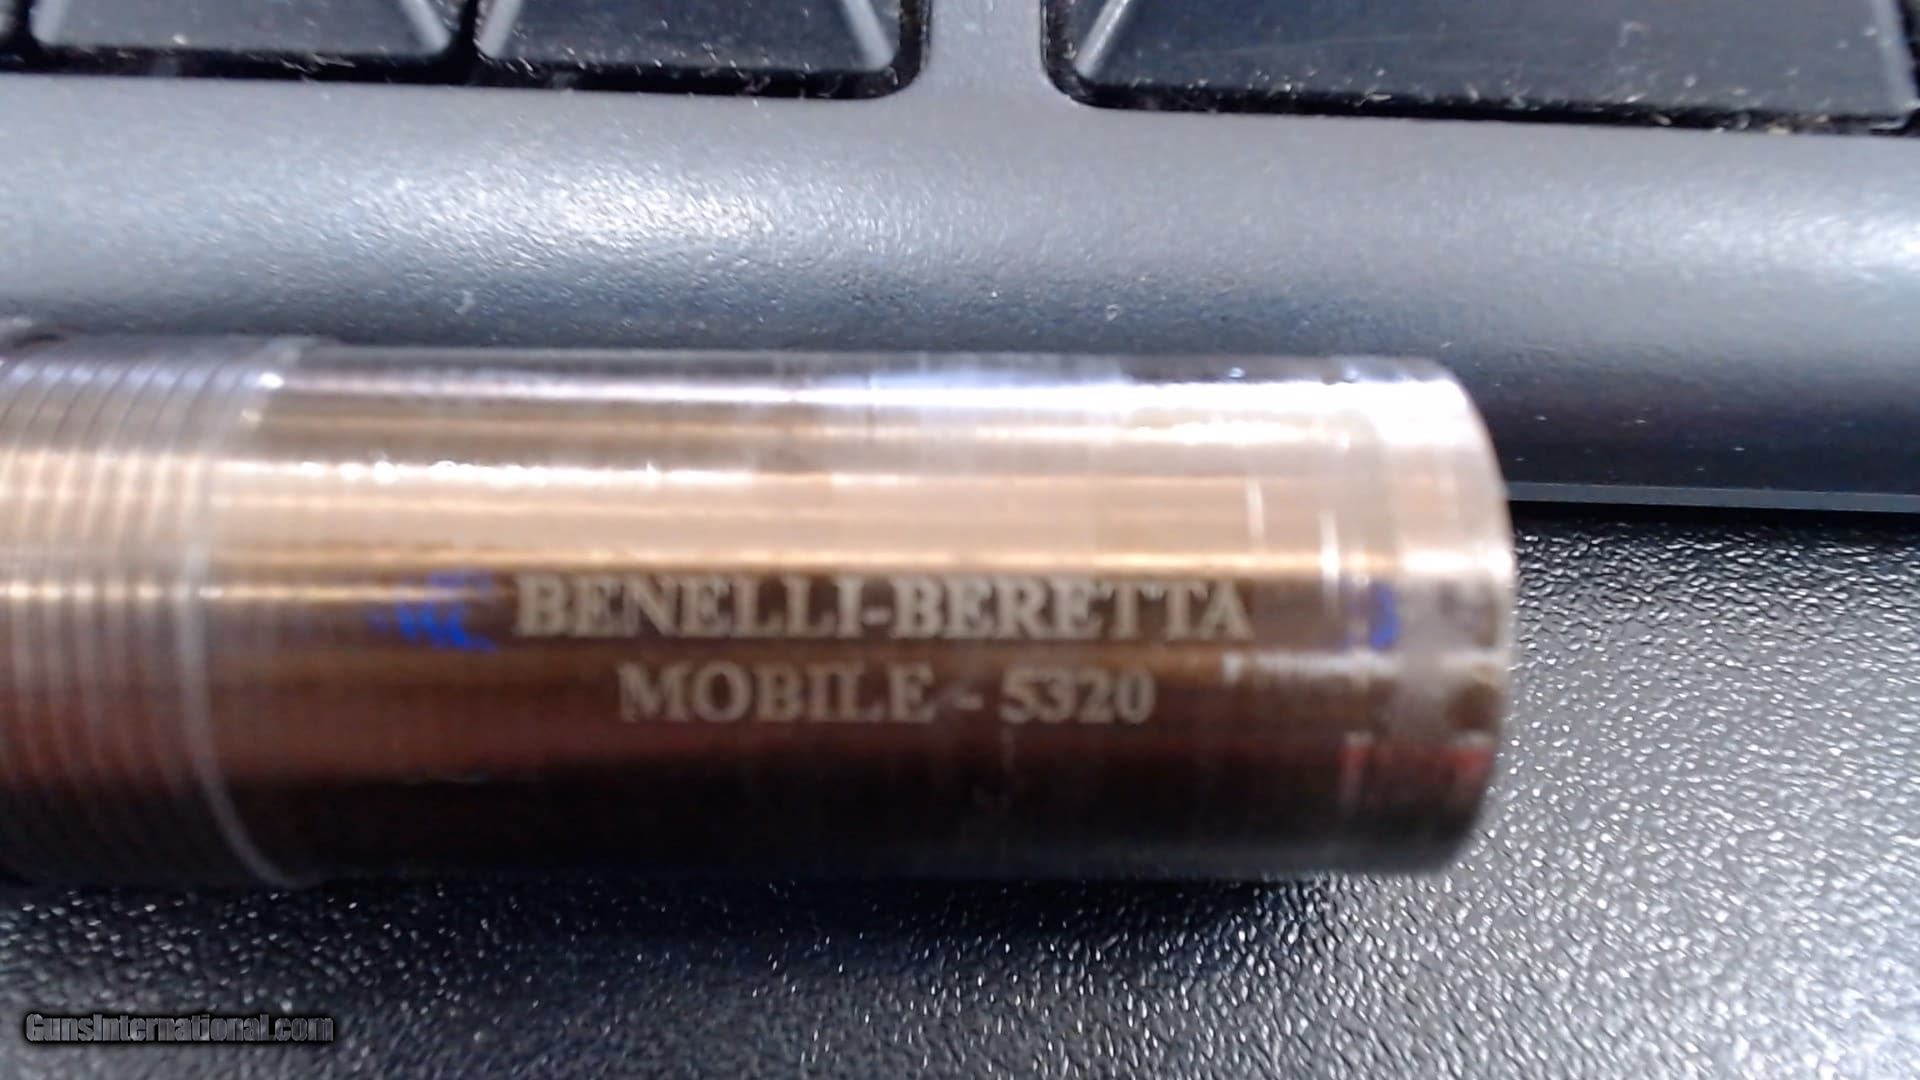 BENELLI-BERETTA
MOBILE - 5320
GunsInternational.com